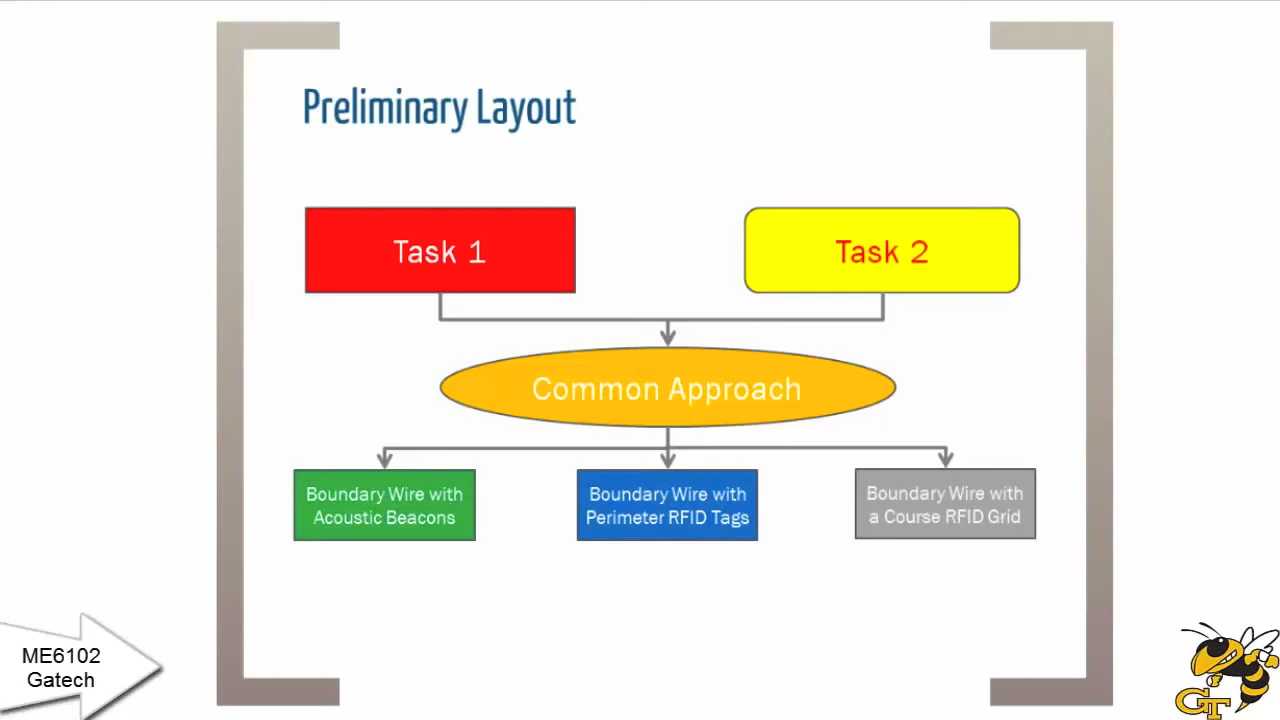 Preliminary Layout
Task 1
Task 2
Common Approach
Boundary Wire with
Acoustic Beacons
Boundary Wire with
Perimeter RFID Tags
Boundary Wire with
a Course RFID Grid
ME6102
Gatech
GT